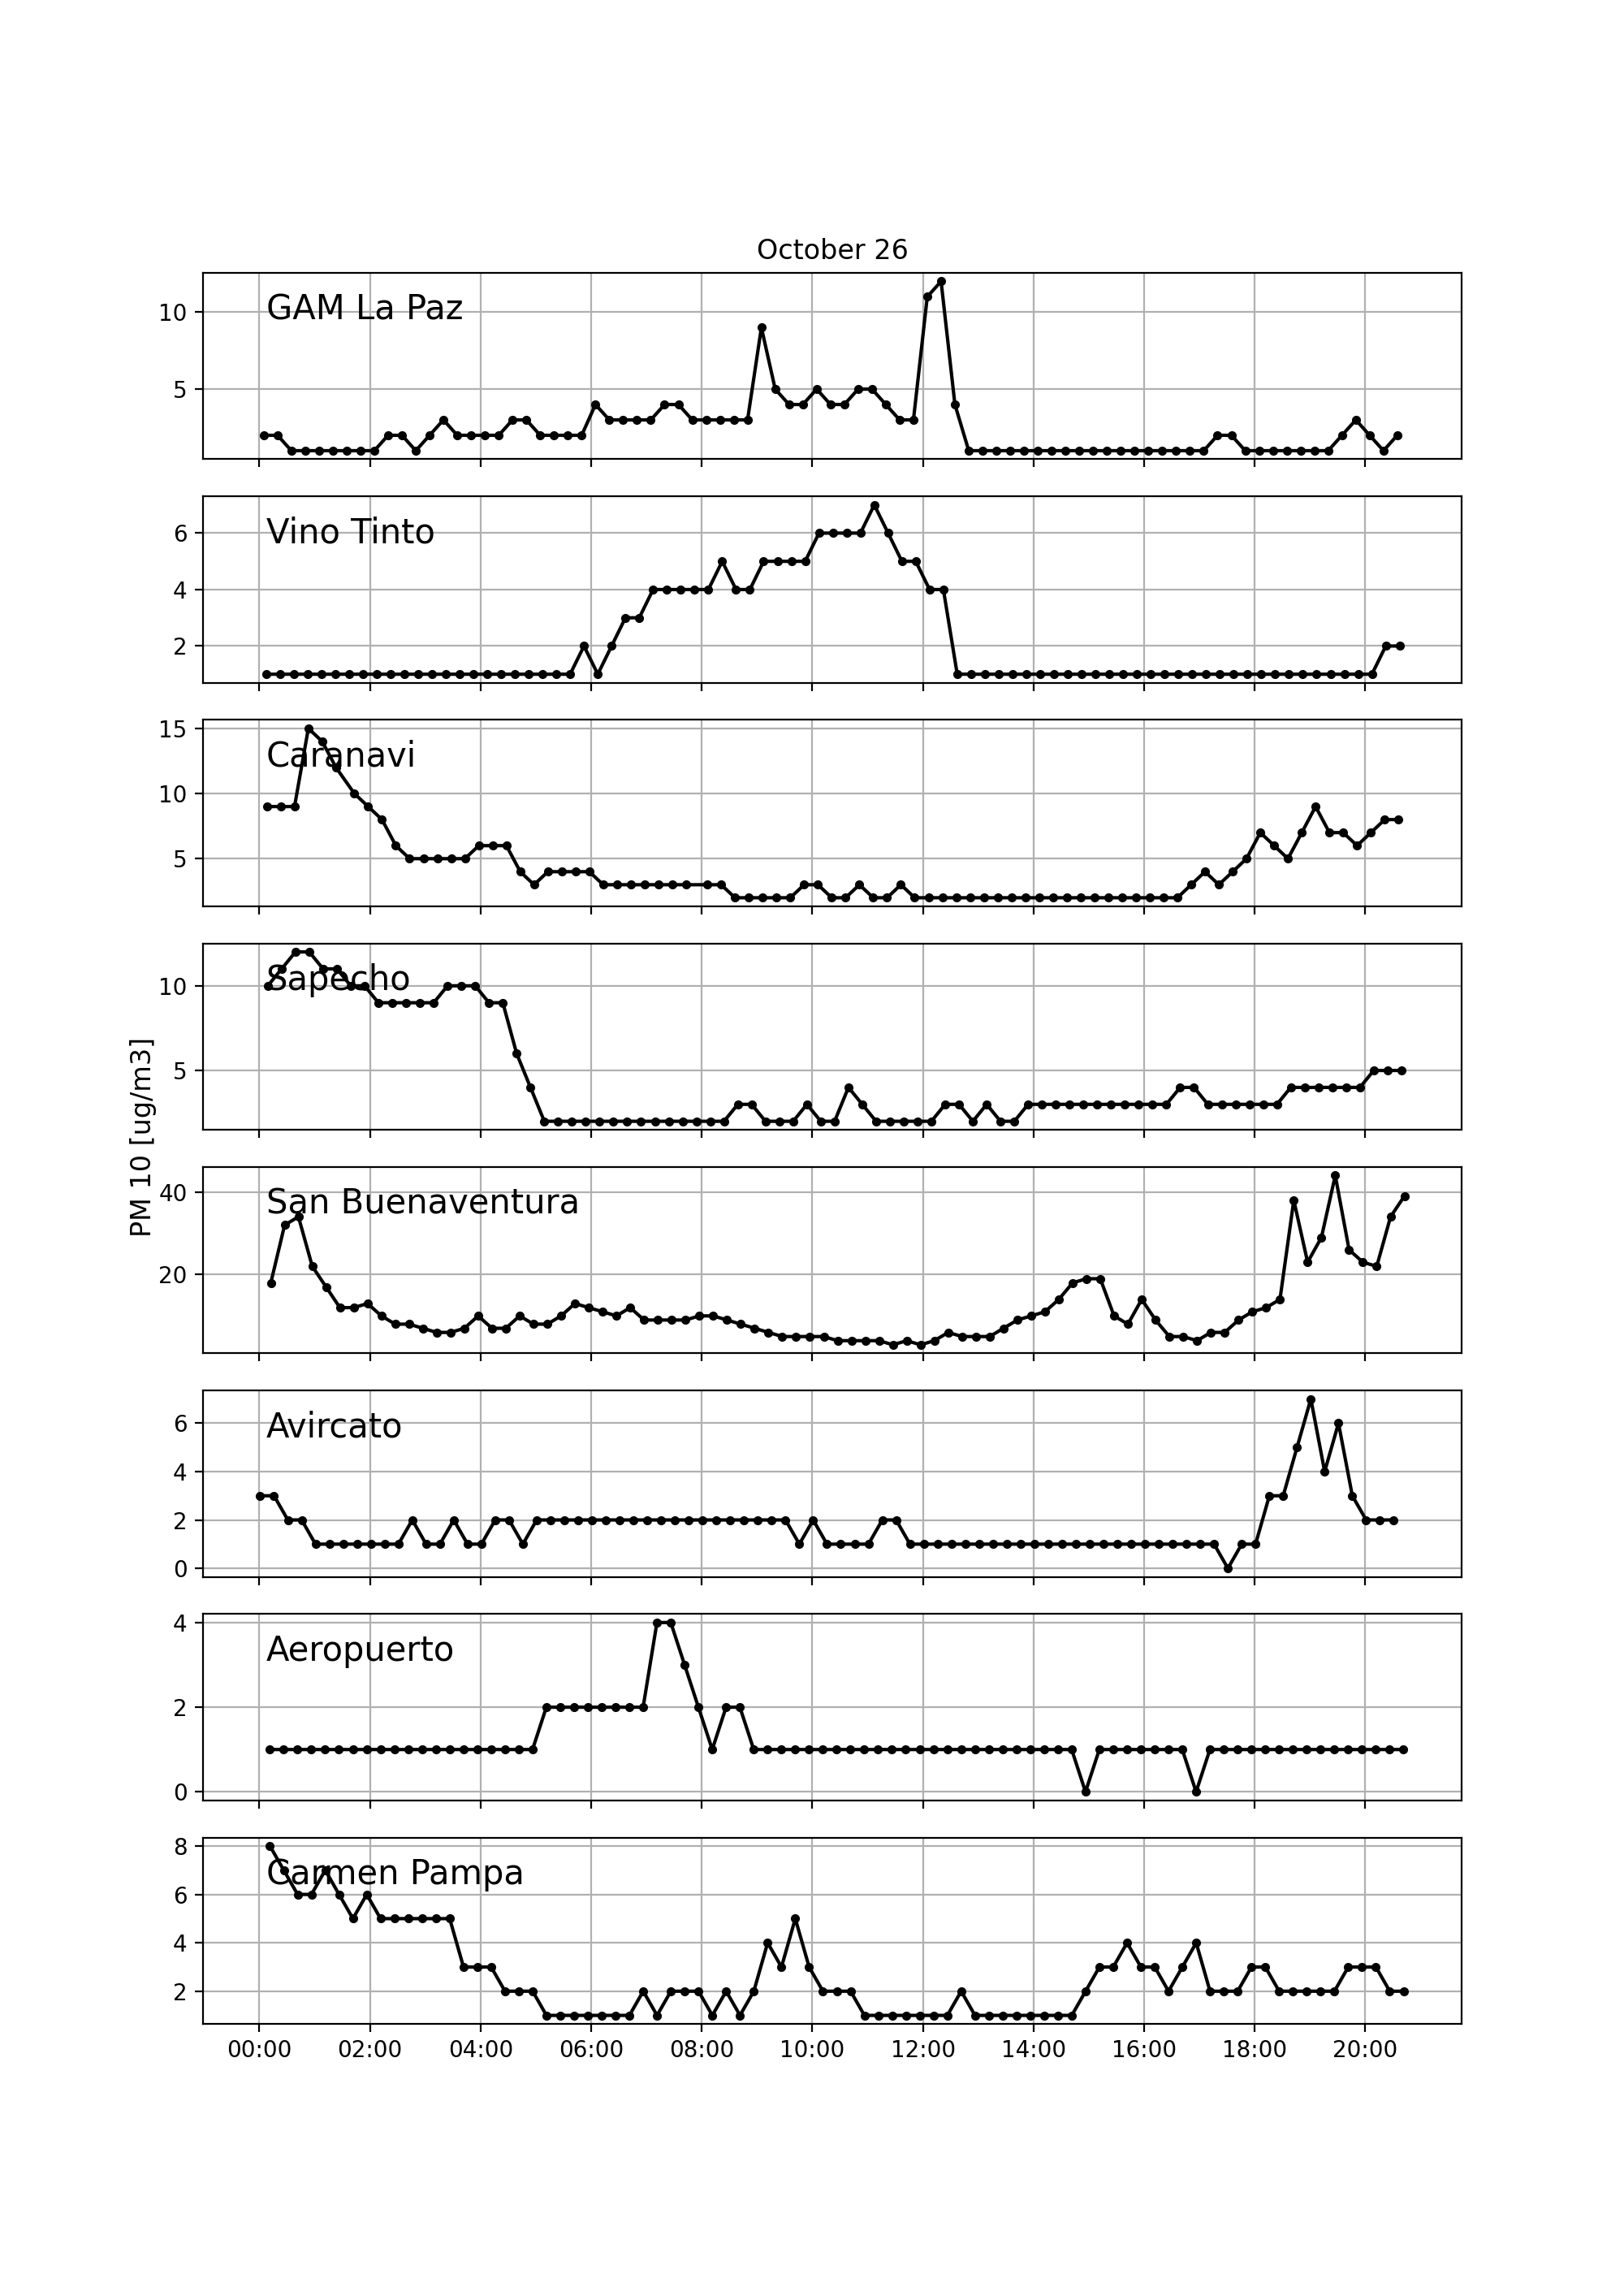 October 26
GAM La Paz
10
5
Vino Tinto
6
4
2
Caranavi
15
10
5
Sapecho
10
5
PM 10 [ug/m3]
San Buenaventura
40
20
Avircato
6
4
2
0
Aeropuerto
4
2
0
Carmen Pampa
8
6
4
2
00:00 02:00 04:00 06:00 08:00 10:00 12:00 14:00 16:00 18:00 20:00